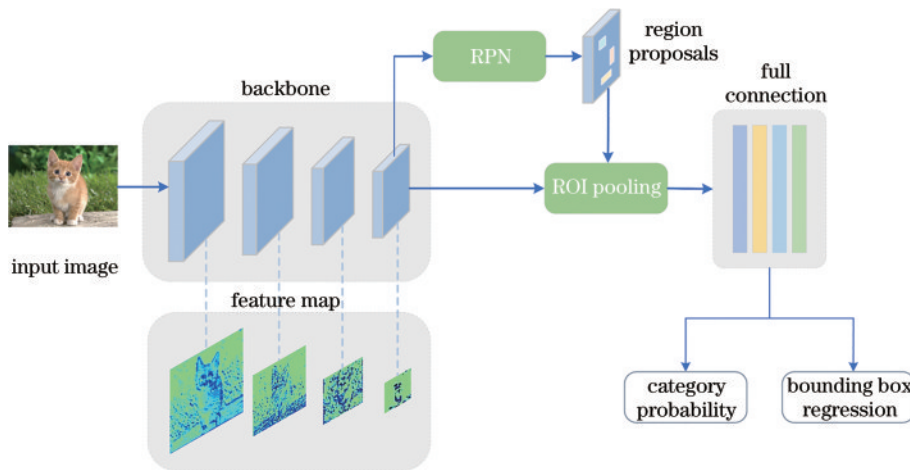 RPN
region
proposals
full
connection
backbone
ROI pooling
input image
feature map
category
probability
bounding box
regression